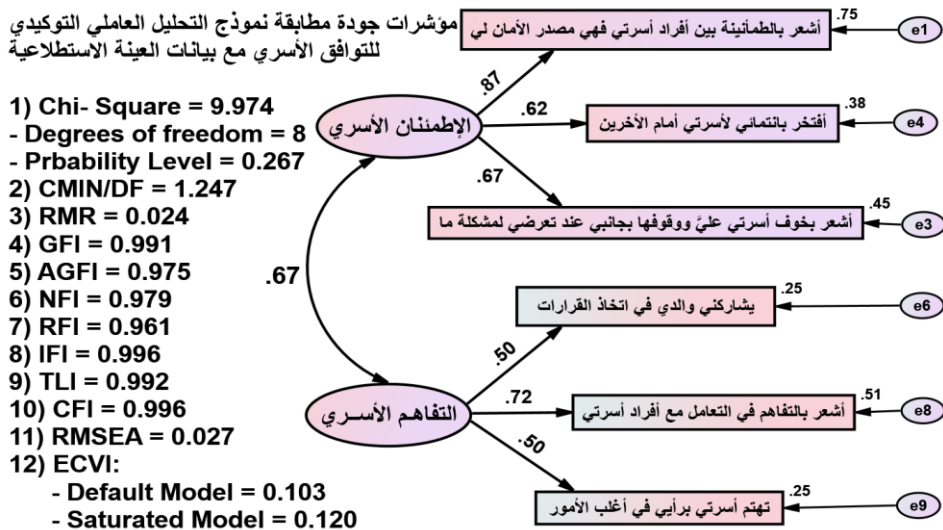 مؤشرات جودة مطابقة نموذج التحليل العاملي التوكيدي
للتوافق الأسري مع بيانات العينة الاستطلاعية
1) Chi- Square = 9.974
- Degrees of freedom = 8
- Prbability Level = 0.267
2) CMIN/DF = 1.247
3) RMR = 0.024
4) GFI = 0.991
5) AGFI = 0.975
6) NFI = 0.979
7) RFI = 0.961
8) IFI = 0.996
9) TLI = 0.992
10) CFI = 0.996
11) RMSEA = 0.027
12) ECVI:
- Default Model = 0.103
- Saturated Model = 0.120
الإطمئنان الأسري
.67
التفاهم الأسـري
.87
.62
.67
.50
.72
.50
.75
أشعر بالطمأنينة بين أفراد أسرتي فهي مصدر الأمان لي
e1
.38
أفتخر بانتمائي لأسرتي أمام الأخرين
e4
.45
أشعر بخوف أسرتي عليَّ ووقوفها بجانبي عند تعرضي لمشكلة ما
e3
.25
يشاركني والدي في اتخاذ القرارات
e6
.51
أشعر بالتفاهم في التعامل مع أفراد أسرتي
e8
.25
تهتم أسرتي برأيي في أغلب الأمور
e9